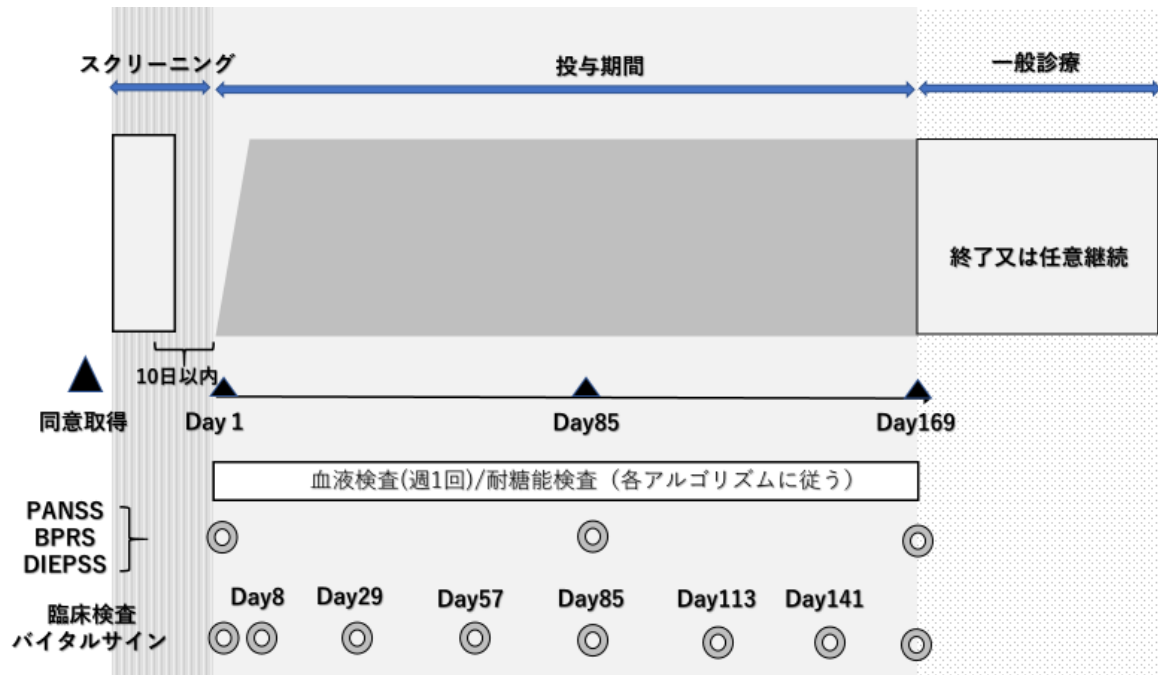 スクリーニング
投与期間
一般診療
終了又は任意継続
10日以内
同意取得
Day 1
Day85
Day169
血液検査(週1回)/耐糖能検査（各アルゴリズムに従う）
PANSS
BPRS
DIEPSS
Day8
Day29
Day57
Day85
Day113
Day141
臨床検査
バイタルサイン